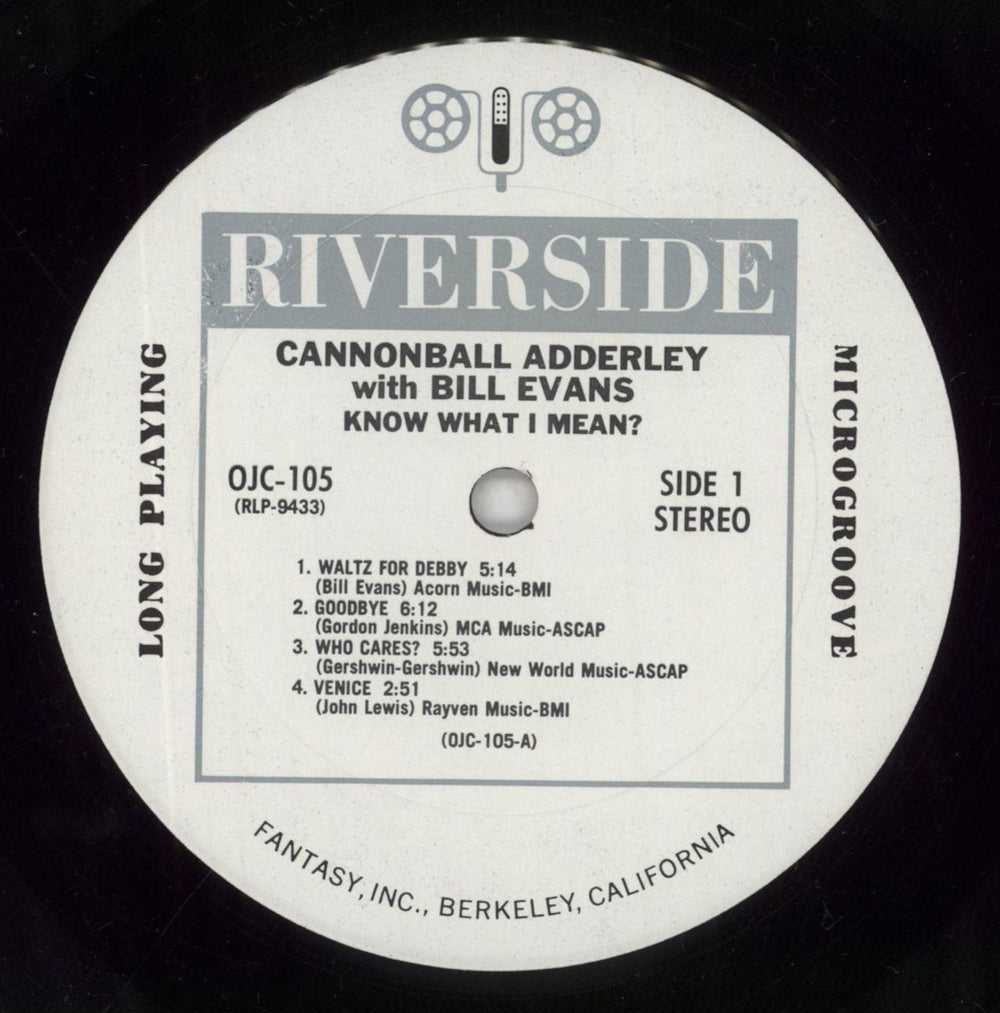 RIVERSIDE
CANNONBALL ADDERLEY
with BILL EVANS
KNOW WHAT I MEAN?
OJC-105
(RLP-9433)
SIDE 1
STEREO
LONG PLAYING
MICROGROOVE
1. WALTZ FOR DEBBY 5:14
(Bill Evans) Acorn Music-BMI
2. GOODBYE 6:12
(Gordon Jenkins) MCA Music-ASCAP
3. WHO CARES? 5:53
(Gershwin-Gershwin) New World Music-ASCAP
4. VENICE 2:51
(John Lewis) Rayven Music-BMI
(OJC-105-A)
FANTASY, INC., BERKELEY, CALIFORNIA